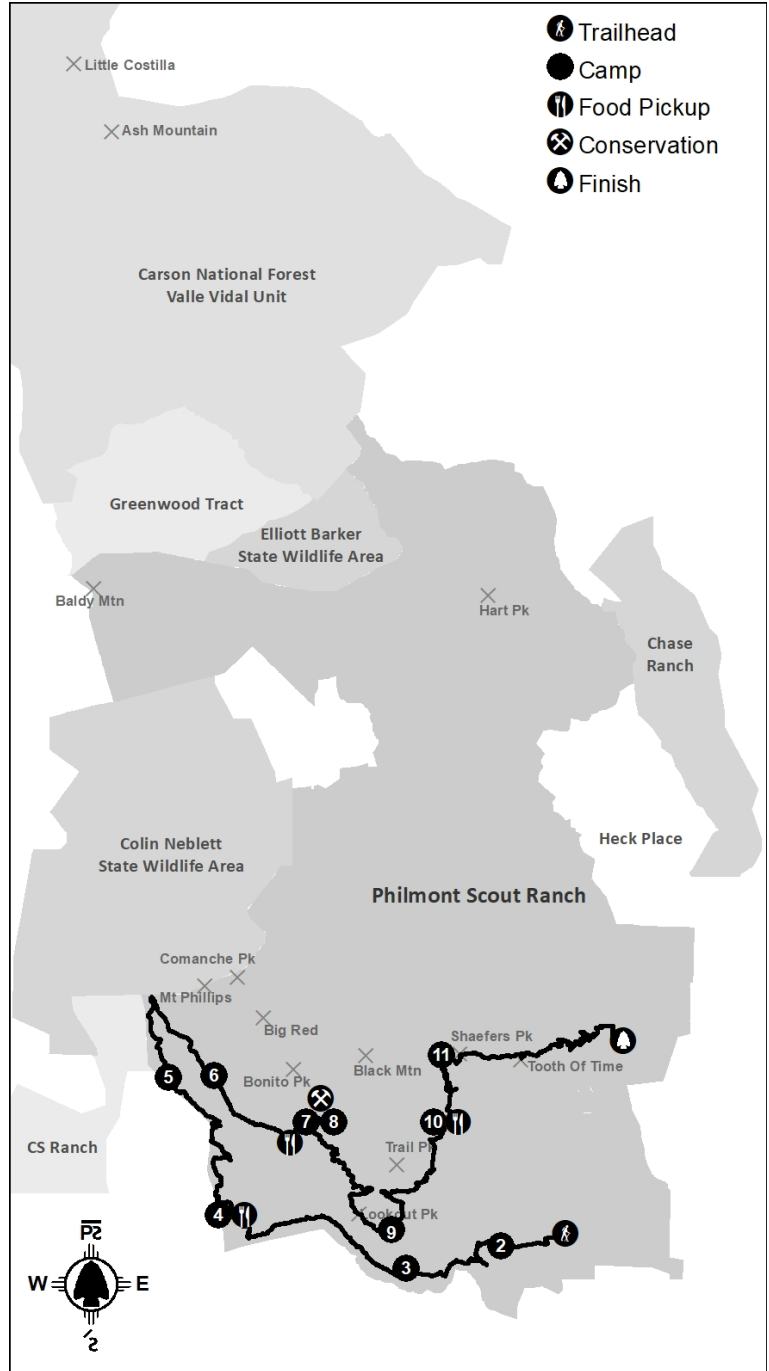 Trailhead
Camp
Food Pickup
Conservation
Finish
Little Costilla
Ash Mountain
Carson National Forest
Valle Vidal Unit
Greenwood Tract
Elliott Barker
State Wildlife Area
Baldy Mtn
Hart Pk
Chase
Ranch
Colin Neblett
State Wildlife Area
Heck Place
Philmont Scout Ranch
Comanche Pk
Mt Phillips
Big Red
Shaefers Pk
11
Black Mtn
Tooth Of Time
5
6
Bonito Pk
7
8
10
CS Ranch
Trail Pk
4
Lookout Pk
9
2
3
W
E
S